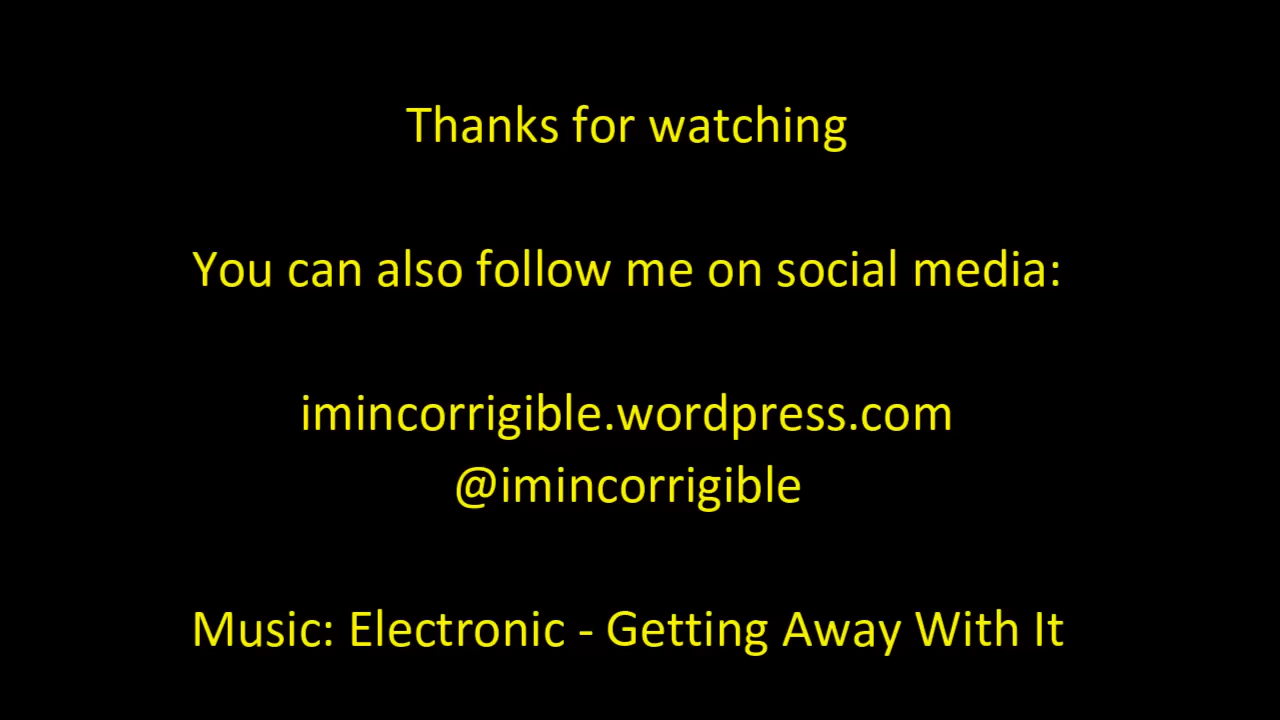 Thanks for watching
You can also follow me on social media:
imincorrigible.wordpress.com
@imincorrigible
Music: Electronic - Getting Away With It